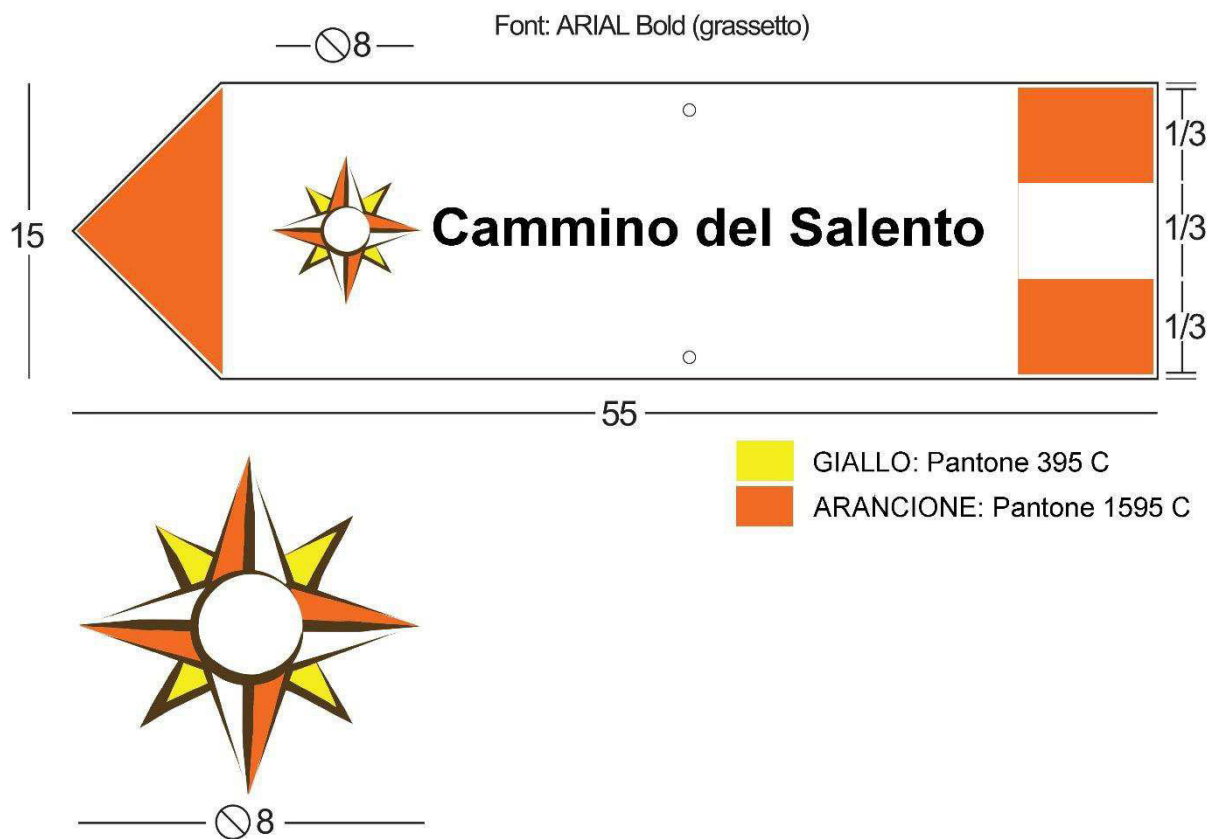 Font: ARIAL Bold (grassetto)
8
15
Cammino del Salento
1/3
1/3
1/3
55
GIALLO: Pantone 395 C
ARANCIONE: Pantone 1595 C
8